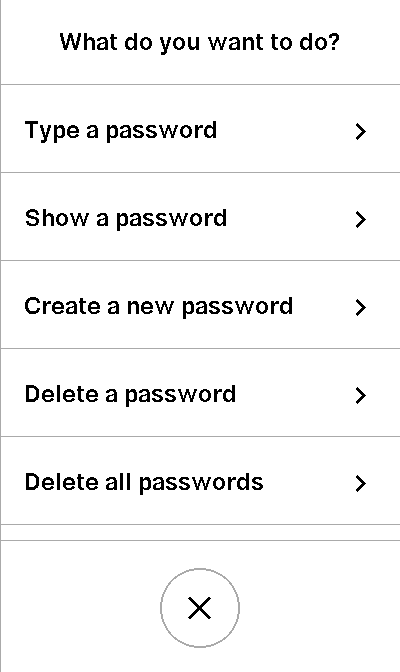 What do you want to do?
Type a password
Show a password
Create a new password
Delete a password
Delete all passwords